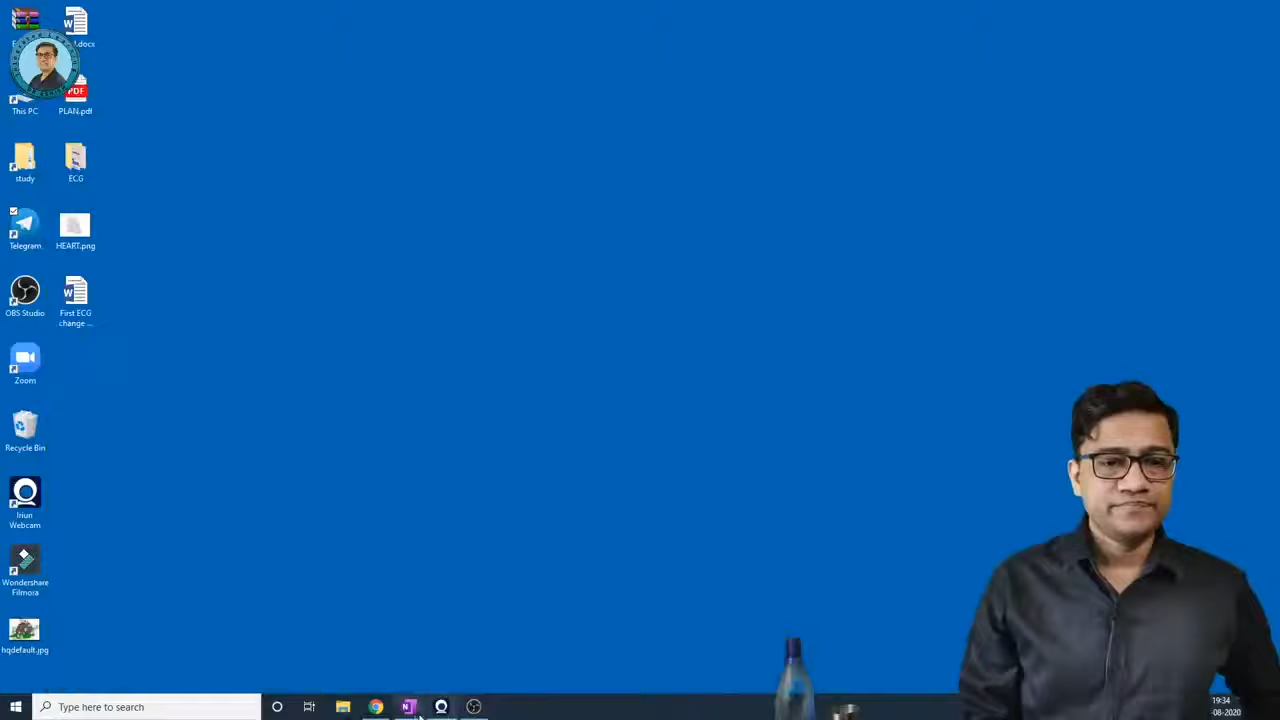 This PC
PLAN.pdf
study
ECG
Telegram
HEART.png
OBS Studio
First ECG
change ...
Zoom
Recycle Bin
Iriun
Webcam
Wondershare
Filmora
hqdefault.jpg
Type here to search
19:34
-08-2020